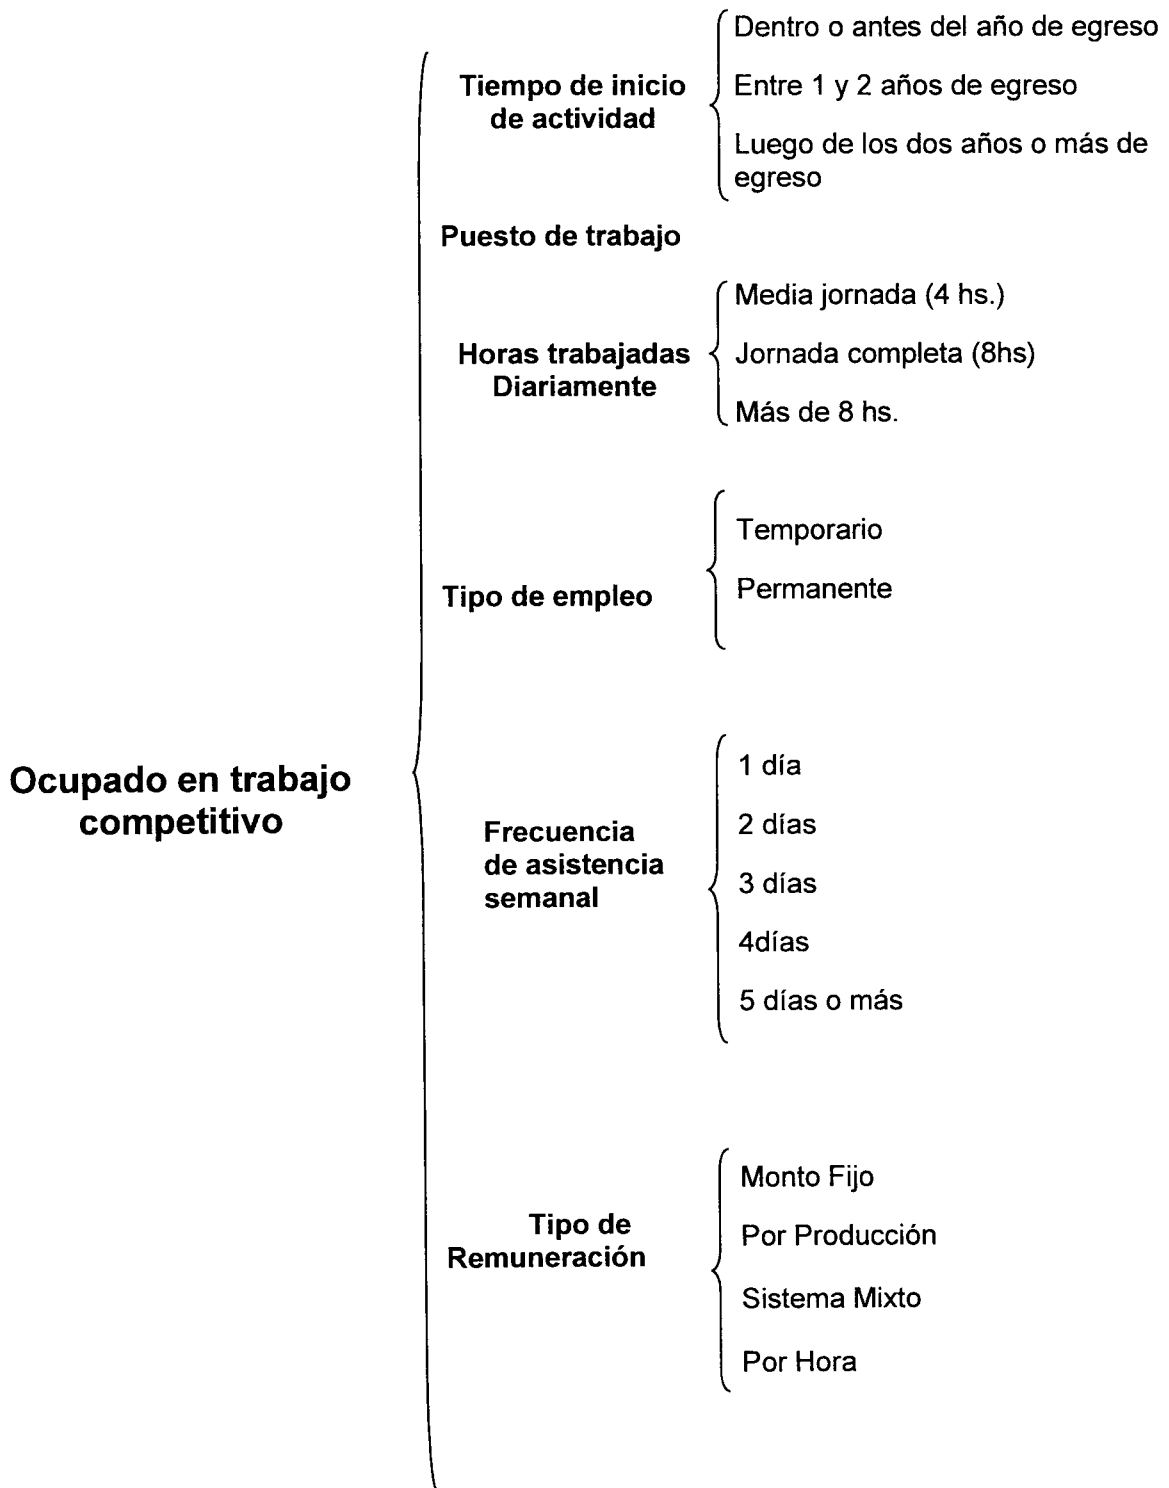 Dentro o antes del año de egreso
Tiempo de inicio
de actividad
Entre 1 y 2 años de egreso
Luego de los dos años o más de
egreso
Puesto de trabajo
Media jornada (4 hs.)
Horas trabajadas
Diariamente
Jornada completa (8hs)
Más de 8 hs.
Temporario
Tipo de empleo
Permanente
Ocupado en trabajo
competitivo
1 día
Frecuencia
de asistencia
semanal
2 días
3 días
4días
5 días o más
Monto Fijo
Tipo de
Remuneración
Por Producción
Sistema Mixto
Por Hora